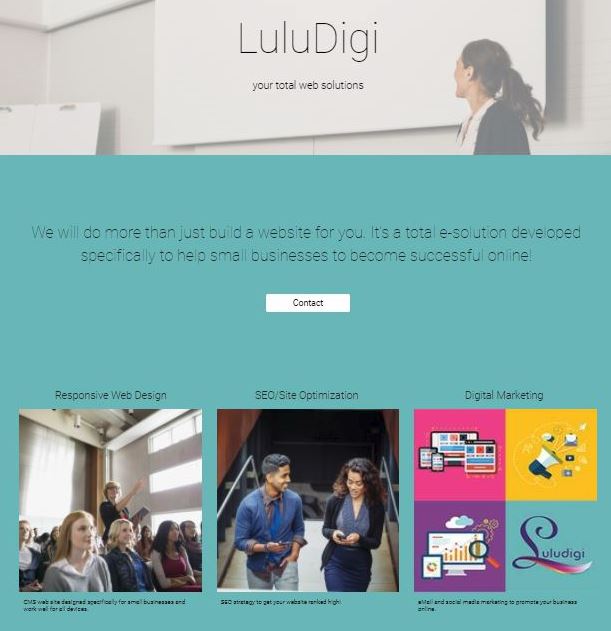 LuluDigi
your total web solutions
We will do more than just build a website for you. It's a total e-solution developed
specifically to help small businesses to become successful online!
Contact
Responsive Web Design
SEO/Site Optimization
Digital Marketing
Luludigi
CMS web site designed specifically for small businesses and
work well for all devices.
SEO strategy to get your website ranked high!
eMail and social media marketing to promote your business
online.